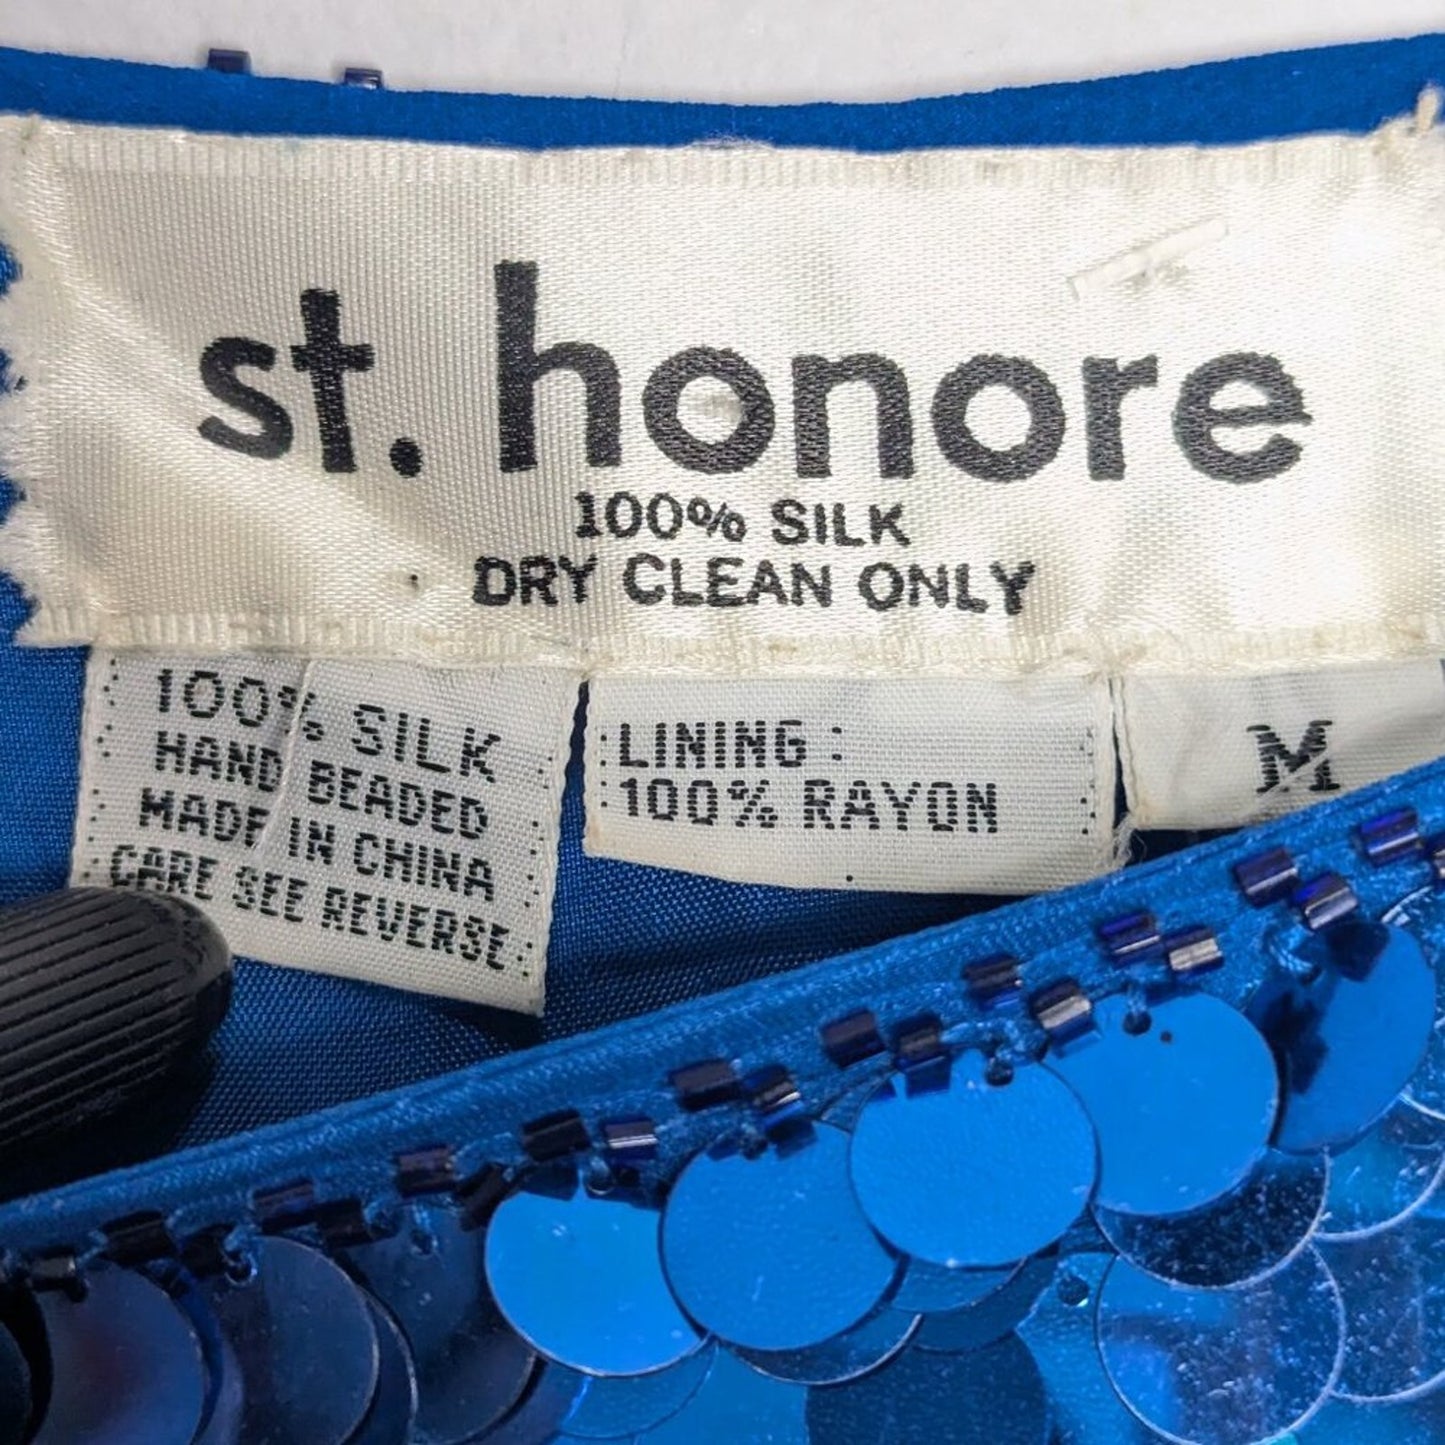 st. honore
100% SILK
DRY CLEAN ONLY
100% SILK
HAND BEADED
MADE IN CHINA
CARE SEE REVERSE
LINING :
100% RAYON
M